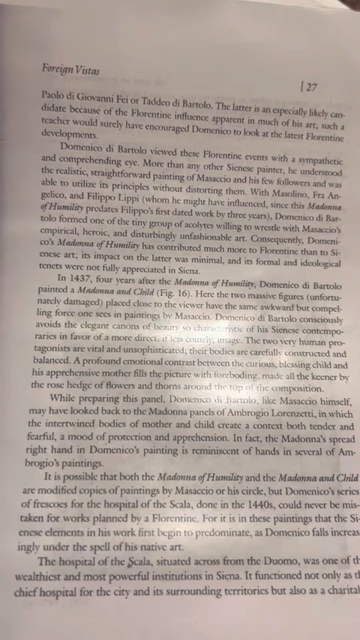 Foreign Vistas
[ 27
Paolo di Giovanni Fei or Taddeo di Bartolo. The latter is an especially likely can-
didate because of the Florentine influence apparent in much of his art; such a
teacher would surely have encouraged Domenico to look at the latest Florentine
developments.
Domenico di Bartolo viewed these Florentine events with a sympathetic
and comprehending eye. More than any other Sienese painter, he understood
the realistic, straightforward painting of Masaccio and his few followers and was
able to utilize its principles without distorting them. With Masolino, Fra An-
gelico, and Filippo Lippi (whom he might have influenced, since this Madonna
of Humility predates Filippo's first dated work by three years), Domenico di Bar-
tolo formed one of the tiny group of acolytes willing to wrestle with Masaccio's
empirical, heroic, and disturbingly unfashionable art. Consequently, Domeni-
co's Madonna of Humility has contributed much more to Florentine than to Si-
enese art; its impact on the latter was minimal, and its formal and ideological
tenets were not fully appreciated in Siena.
In 1437, four years after the Madonna of Humility, Domenico di Bartolo
painted a Madonna and Child (Fig. 16). Here the two massive figures (unfortu-
nately damaged) placed close to the viewer have the same awkward but compel-
ling force one sees in paintings by Masaccio. Domenico di Bartolo consciously
avoids the elegant canons of beauty so characteristic of his Sienese contempo-
raries in favor of a more direct, if less comely, image. The two very human pro-
tagonists are vital and unsophisticated; their bodies are carefully constructed and
balanced. A profound emotional contrast between the curious, blessing child and
his apprehensive mother fills the picture with foreboding, made all the keener by
the rose hedge of flowers and thorns around the top of the composition.
While preparing this panel, Domenico di Bartolo, like Masaccio himself,
may have looked back to the Madonna panels of Ambrogio Lorenzetti, in which
the intertwined bodies of mother and child create a context both tender and
fearful, a mood of protection and apprehension. In fact, the Madonna's spread
right hand in Domenico's painting is reminiscent of hands in several of Am-
brogio's paintings.
It is possible that both the Madonna of Humility and the Madonna and Child
are modified copies of paintings by Masaccio or his circle, but Domenico's series
of frescoes for the hospital of the Scala, done in the 1440s, could never be mis-
taken for works planned by a Florentine. For it is in these paintings that the Si-
enese elements in his work first begin to predominate, as Domenico falls increas
ingly under the spell of his native art.
The hospital of the Scala, situated across from the Duomo, was one of th
wealthiest and most powerful institutions in Siena. It functioned not only as th
chief hospital for the city and its surrounding territories but also as a charitab